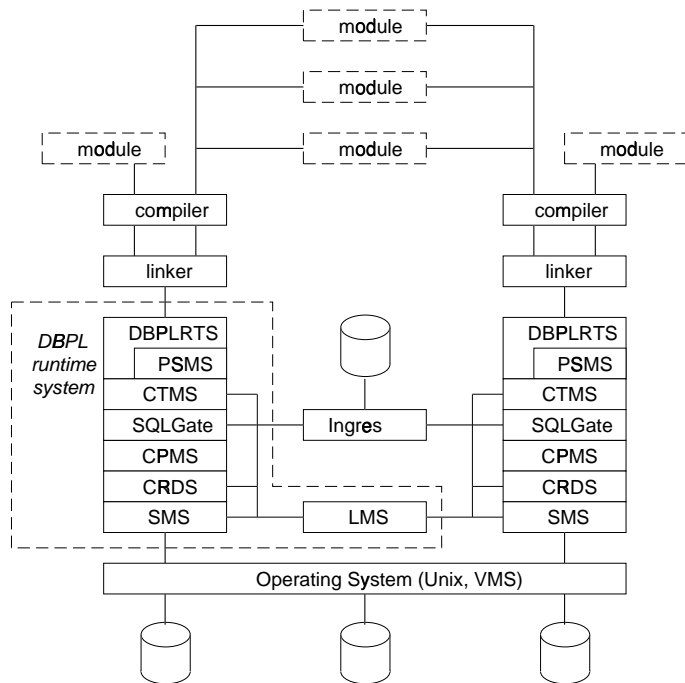 module
module
module
module
module
compiler
compiler
linker
linker
DBPL
runtime
system
DBPLRTS
PSMS
CTMS
SQLGate
CPMS
CRDS
SMS
Ingres
LMS
DBPLRTS
PSMS
CTMS
SQLGate
CPMS
CRDS
SMS
Operating System (Unix, VMS)